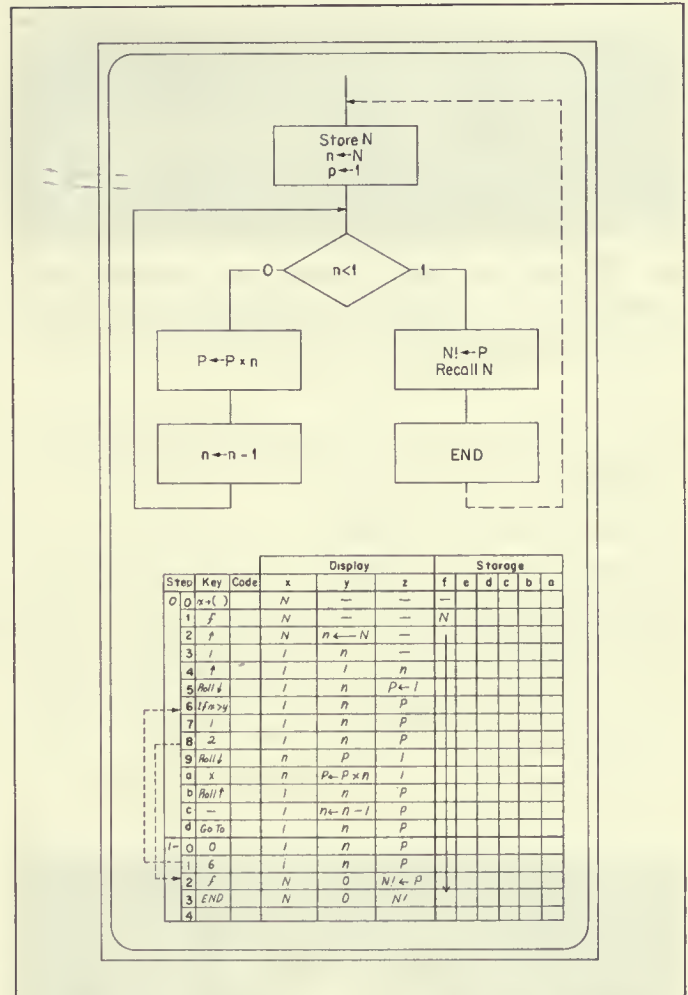 Store N
n←N
p←1
0
n<1
1
P←P × n
N!←P
Recall N
n←n - 1
END
Display Storage
Step Key Code x y z f e d c b a
0 0 x→( ) N — — —
1 f N — — N
2 ↑ N n←N —
3 1 1 n —
4 ↑ 1 1 n
5 Roll↓ 1 n P←1
6 If x>y 1 n P
7 1 1 n P
8 2 1 n P
9 Roll↓ n P 1
a x n P←P×n 1
b Roll↑ 1 n P
c — 1 n←n-1 P
d Go To 1 n P
1- 0 0 1 n P
1 6 1 n P
2 f N 0 N!←P
3 END N 0 N!
4